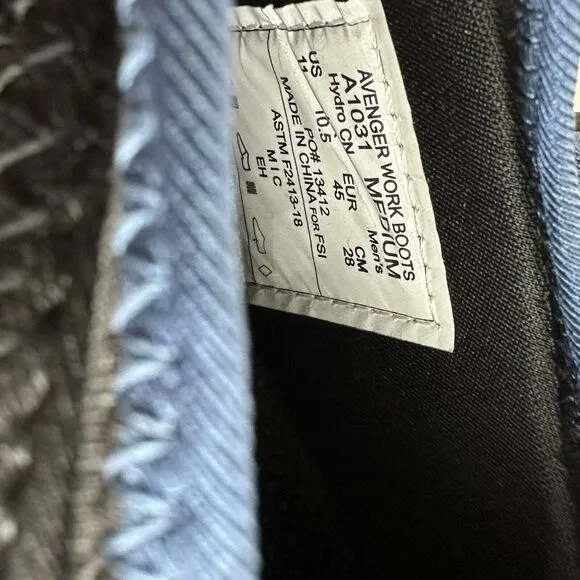 AVENGER WORK BOOTS
A1031 MEDIUM
Hydro CN Men's
US EUR CM
11 10.5 45 28
PO# 13412
MADE IN CHINA FOR FSI
ASTM F2413-18
M I C
EH